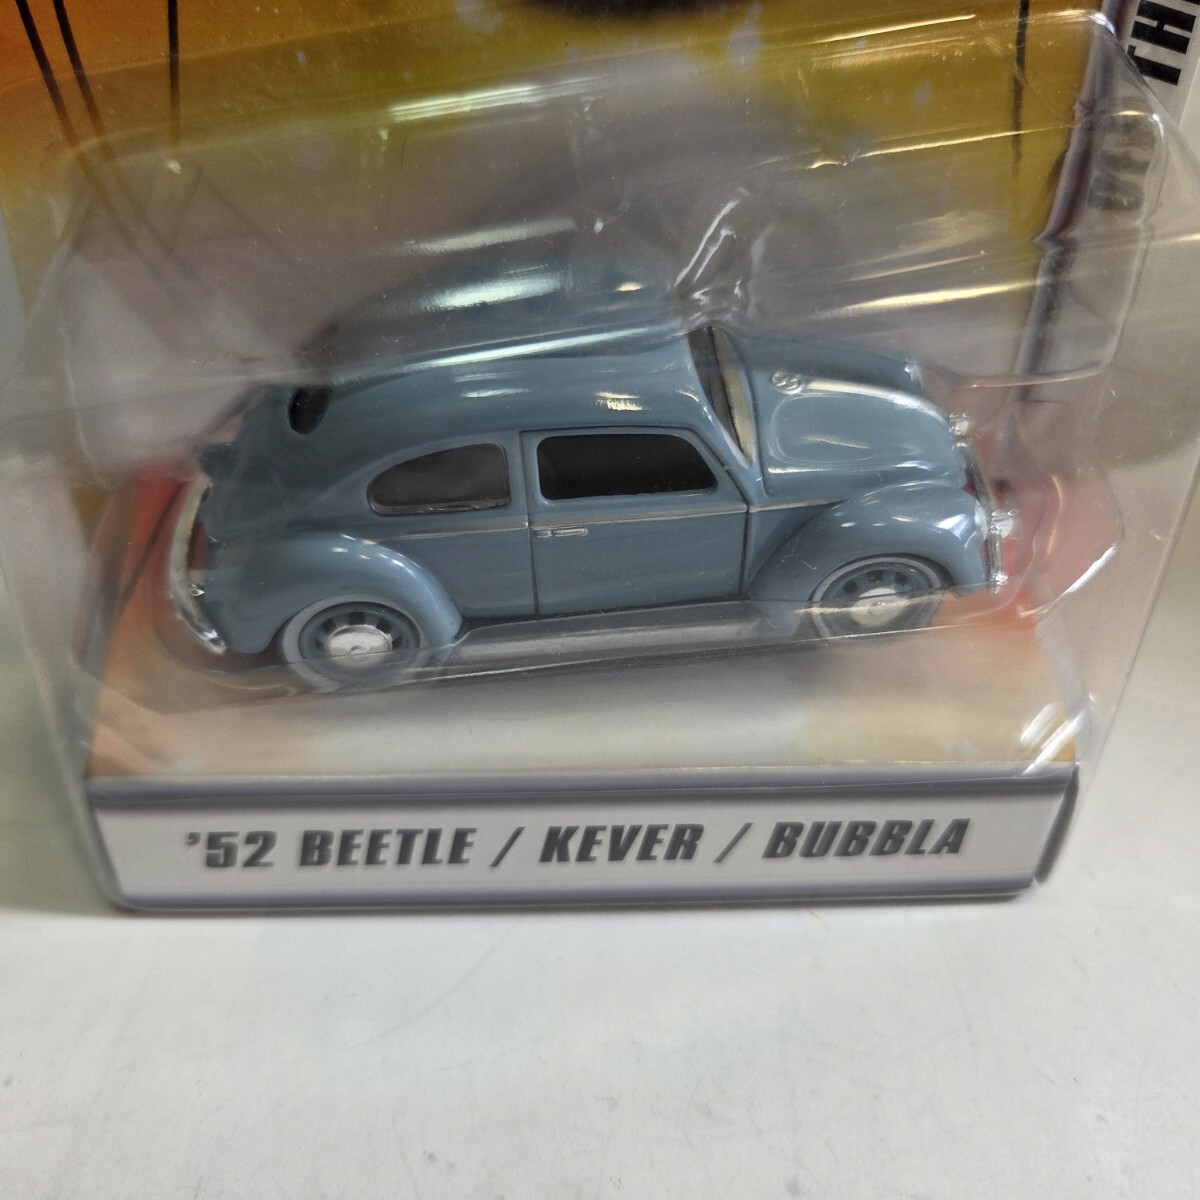 '52 BEETLE / KEVER / BUBBLA